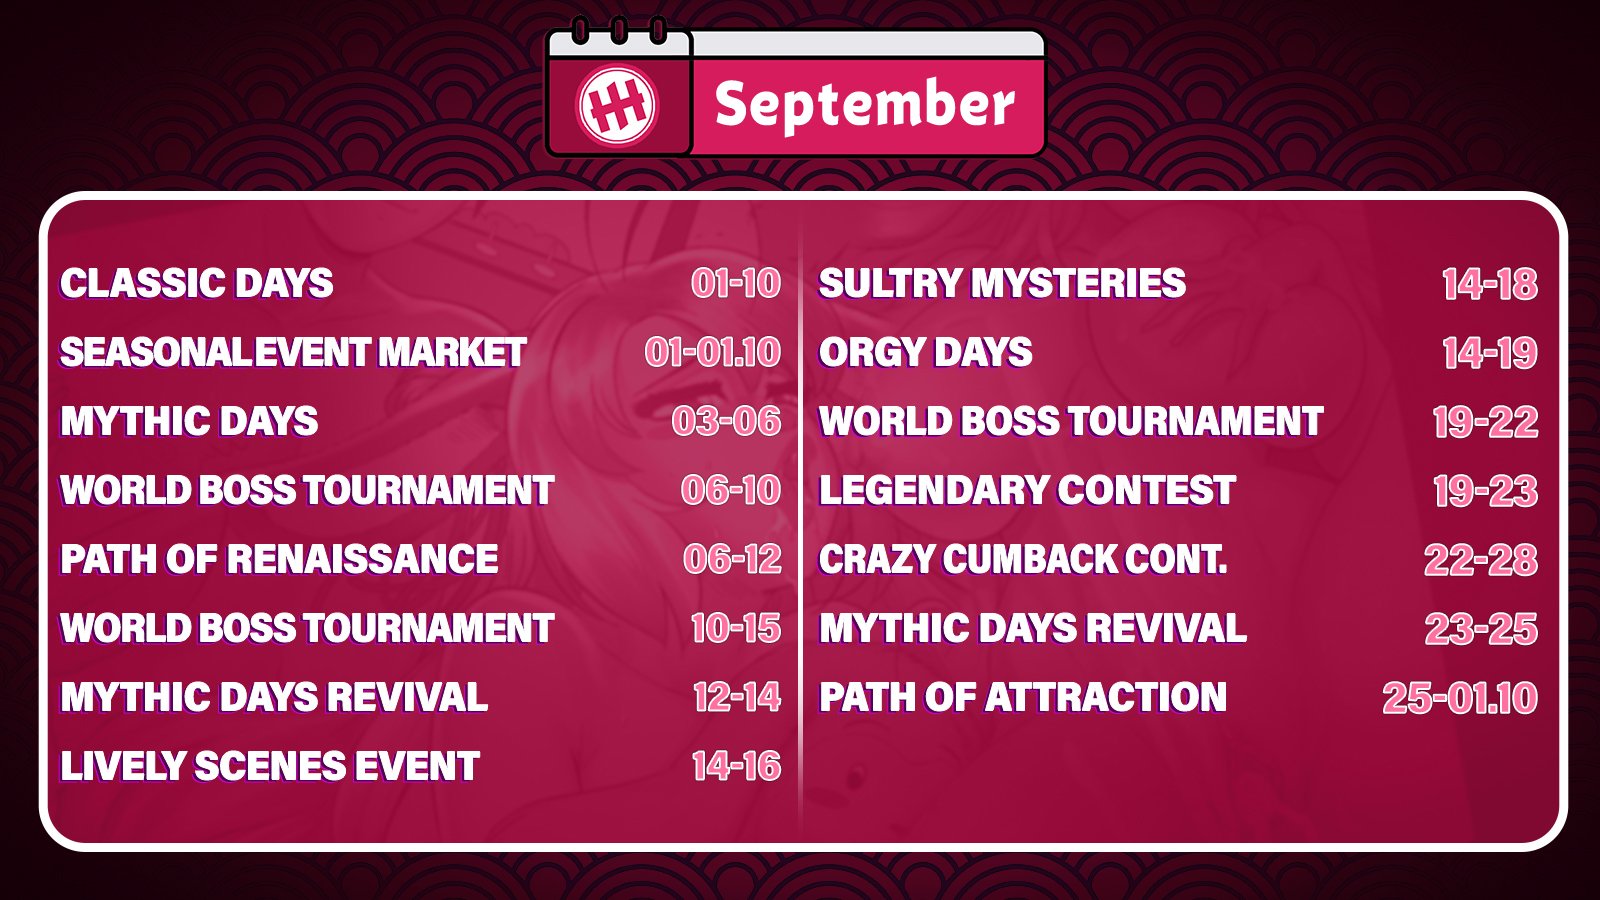 September
CLASSIC DAYS 01-10
SEASONAL EVENT MARKET 01-01.10
MYTHIC DAYS 03-06
WORLD BOSS TOURNAMENT 06-10
PATH OF RENAISSANCE 06-12
WORLD BOSS TOURNAMENT 10-15
MYTHIC DAYS REVIVAL 12-14
LIVELY SCENES EVENT 14-16
SULTRY MYSTERIES 14-18
ORGY DAYS 14-19
WORLD BOSS TOURNAMENT 19-22
LEGENDARY CONTEST 19-23
CRAZY CUMBACK CONT. 22-28
MYTHIC DAYS REVIVAL 23-25
PATH OF ATTRACTION 25-01.10